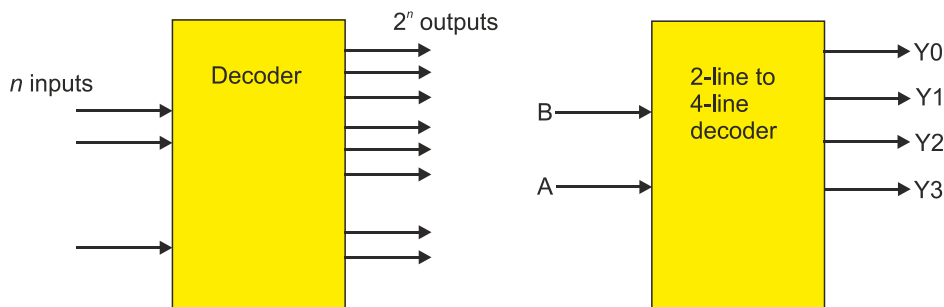 n inputs
Decoder
2ⁿ outputs
B
A
2-line to
4-line
decoder
Y0
Y1
Y2
Y3